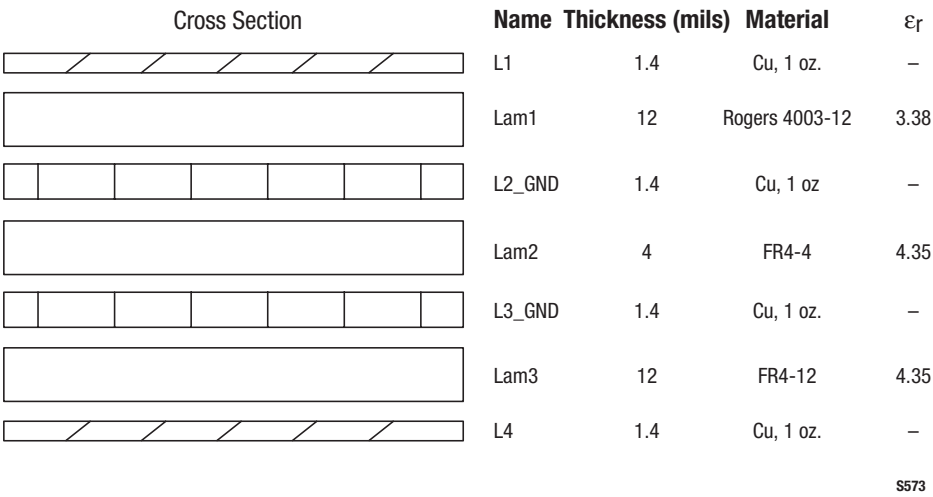 Cross Section Name Thickness (mils) Material εr
L1 1.4 Cu, 1 oz. –
Lam1 12 Rogers 4003-12 3.38
L2_GND 1.4 Cu, 1 oz –
Lam2 4 FR4-4 4.35
L3_GND 1.4 Cu, 1 oz. –
Lam3 12 FR4-12 4.35
L4 1.4 Cu, 1 oz. –
S573